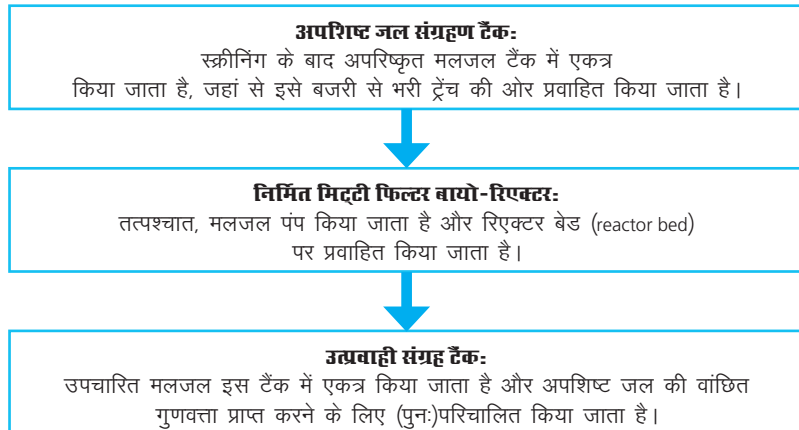 अपशिष्ट जल संग्रहण टैंक:
स्क्रीनिंग के बाद अपरिष्कृत मलजल टैंक में एकत्र
किया जाता है, जहां से इसे बजरी से भरी ट्रेंच की ओर प्रवाहित किया जाता है।
निर्मित मिट्टी फिल्टर बायो-रिएक्टर:
तत्पश्चात, मलजल पंप किया जाता है और रिएक्टर बेड (reactor bed)
पर प्रवाहित किया जाता है।
उत्प्रवाही संग्रह टैंक:
उपचारित मलजल इस टैंक में एकत्र किया जाता है और अपशिष्ट जल की वांछित
गुणवत्ता प्राप्त करने के लिए (पुनः)परिचालित किया जाता है।